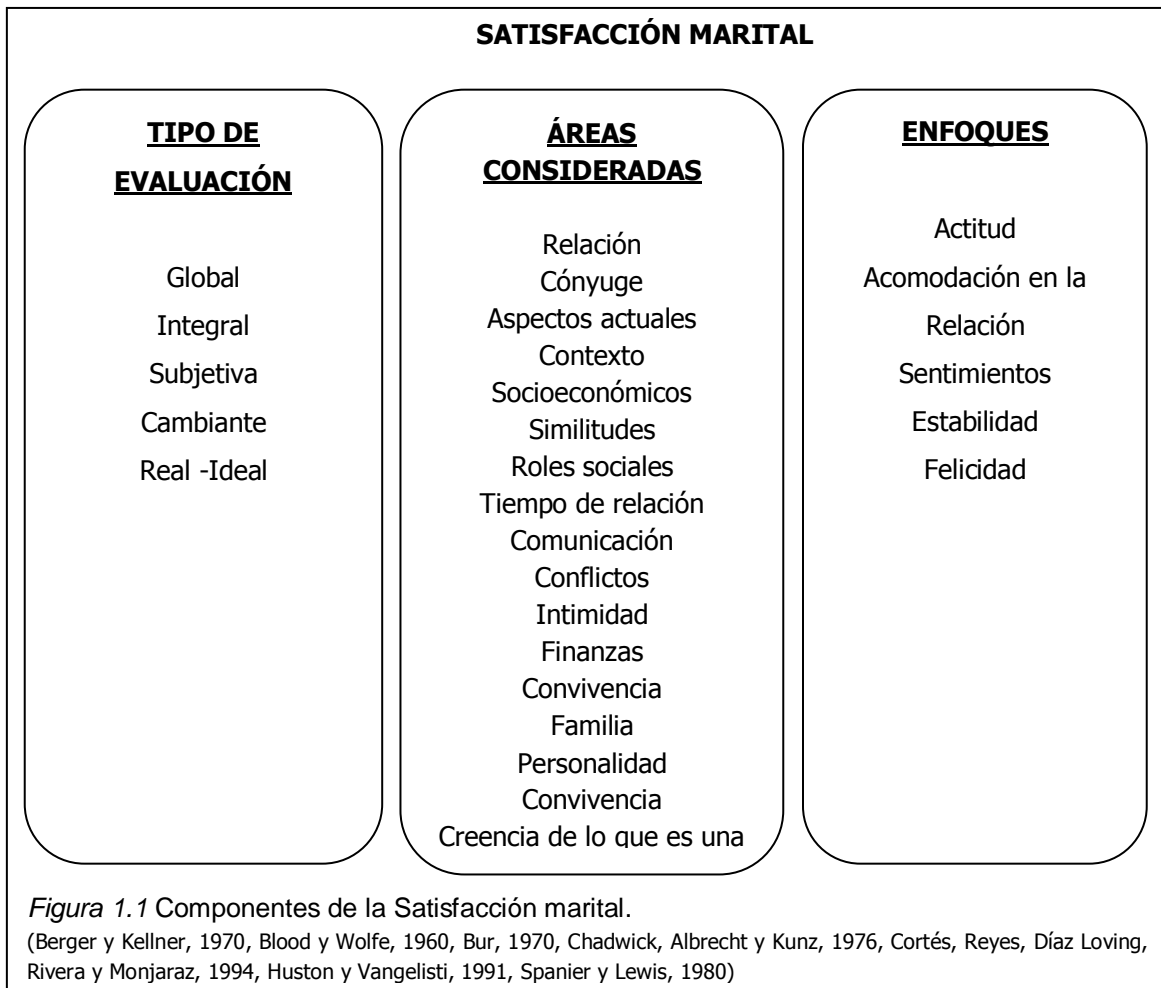 SATISFACCIÓN MARITAL
TIPO DE
EVALUACIÓN
Global
Integral
Subjetiva
Cambiante
Real -Ideal
ÁREAS
CONSIDERADAS
Relación
Cónyuge
Aspectos actuales
Contexto
Socioeconómicos
Similitudes
Roles sociales
Tiempo de relación
Comunicación
Conflictos
Intimidad
Finanzas
Convivencia
Familia
Personalidad
Convivencia
Creencia de lo que es una
ENFOQUES
Actitud
Acomodación en la
Relación
Sentimientos
Estabilidad
Felicidad
Figura 1.1 Componentes de la Satisfacción marital.
(Berger y Kellner, 1970, Blood y Wolfe, 1960, Bur, 1970, Chadwick, Albrecht y Kunz, 1976, Cortés, Reyes, Díaz Loving,
Rivera y Monjaraz, 1994, Huston y Vangelisti, 1991, Spanier y Lewis, 1980)